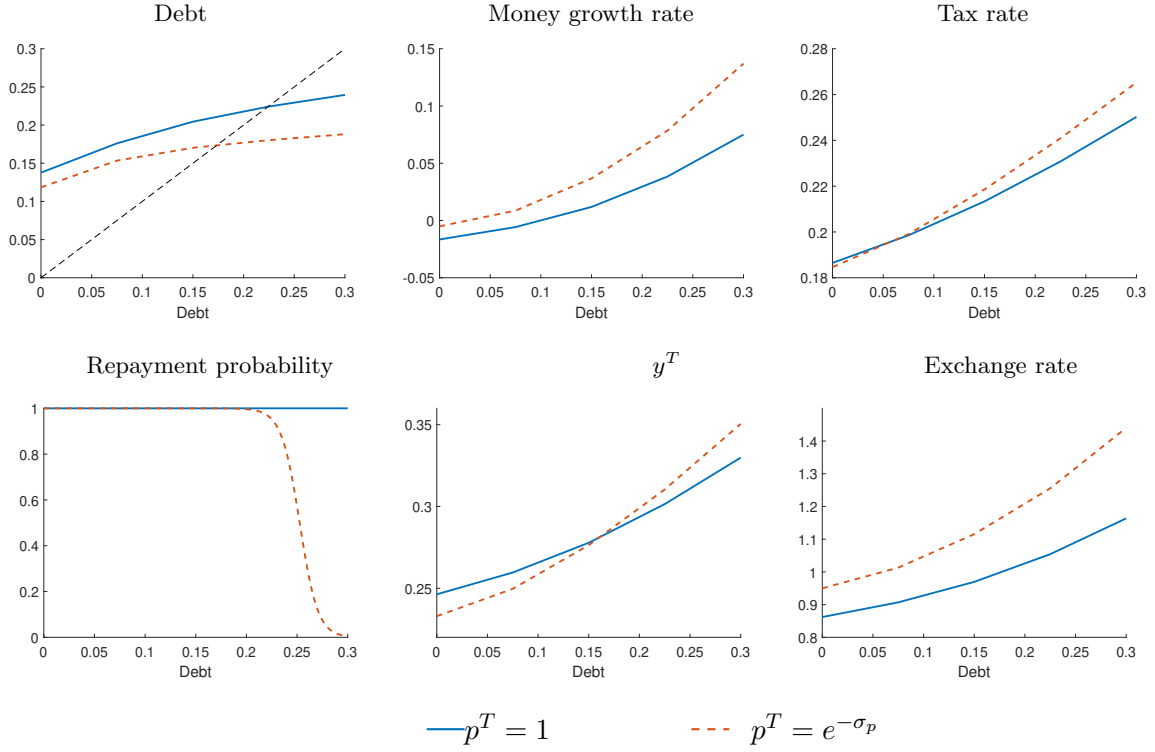 Debt Money growth rate Tax rate
0.3
0.25
0.2
0.15
0.1
0.05
0
0 0.05 0.1 0.15 0.2 0.25 0.3
Debt
0.15
0.1
0.05
0
-0.05
0 0.05 0.1 0.15 0.2 0.25 0.3
Debt
0.28
0.26
0.24
0.22
0.2
0.18
0 0.05 0.1 0.15 0.2 0.25 0.3
Debt
Repayment probability y^T Exchange rate
1
0.8
0.6
0.4
0.2
0
0 0.05 0.1 0.15 0.2 0.25 0.3
Debt
0.35
0.3
0.25
0 0.05 0.1 0.15 0.2 0.25 0.3
Debt
1.4
1.3
1.2
1.1
1
0.9
0.8
0 0.05 0.1 0.15 0.2 0.25 0.3
Debt
p^T = 1 p^T = e^{-σ_p}